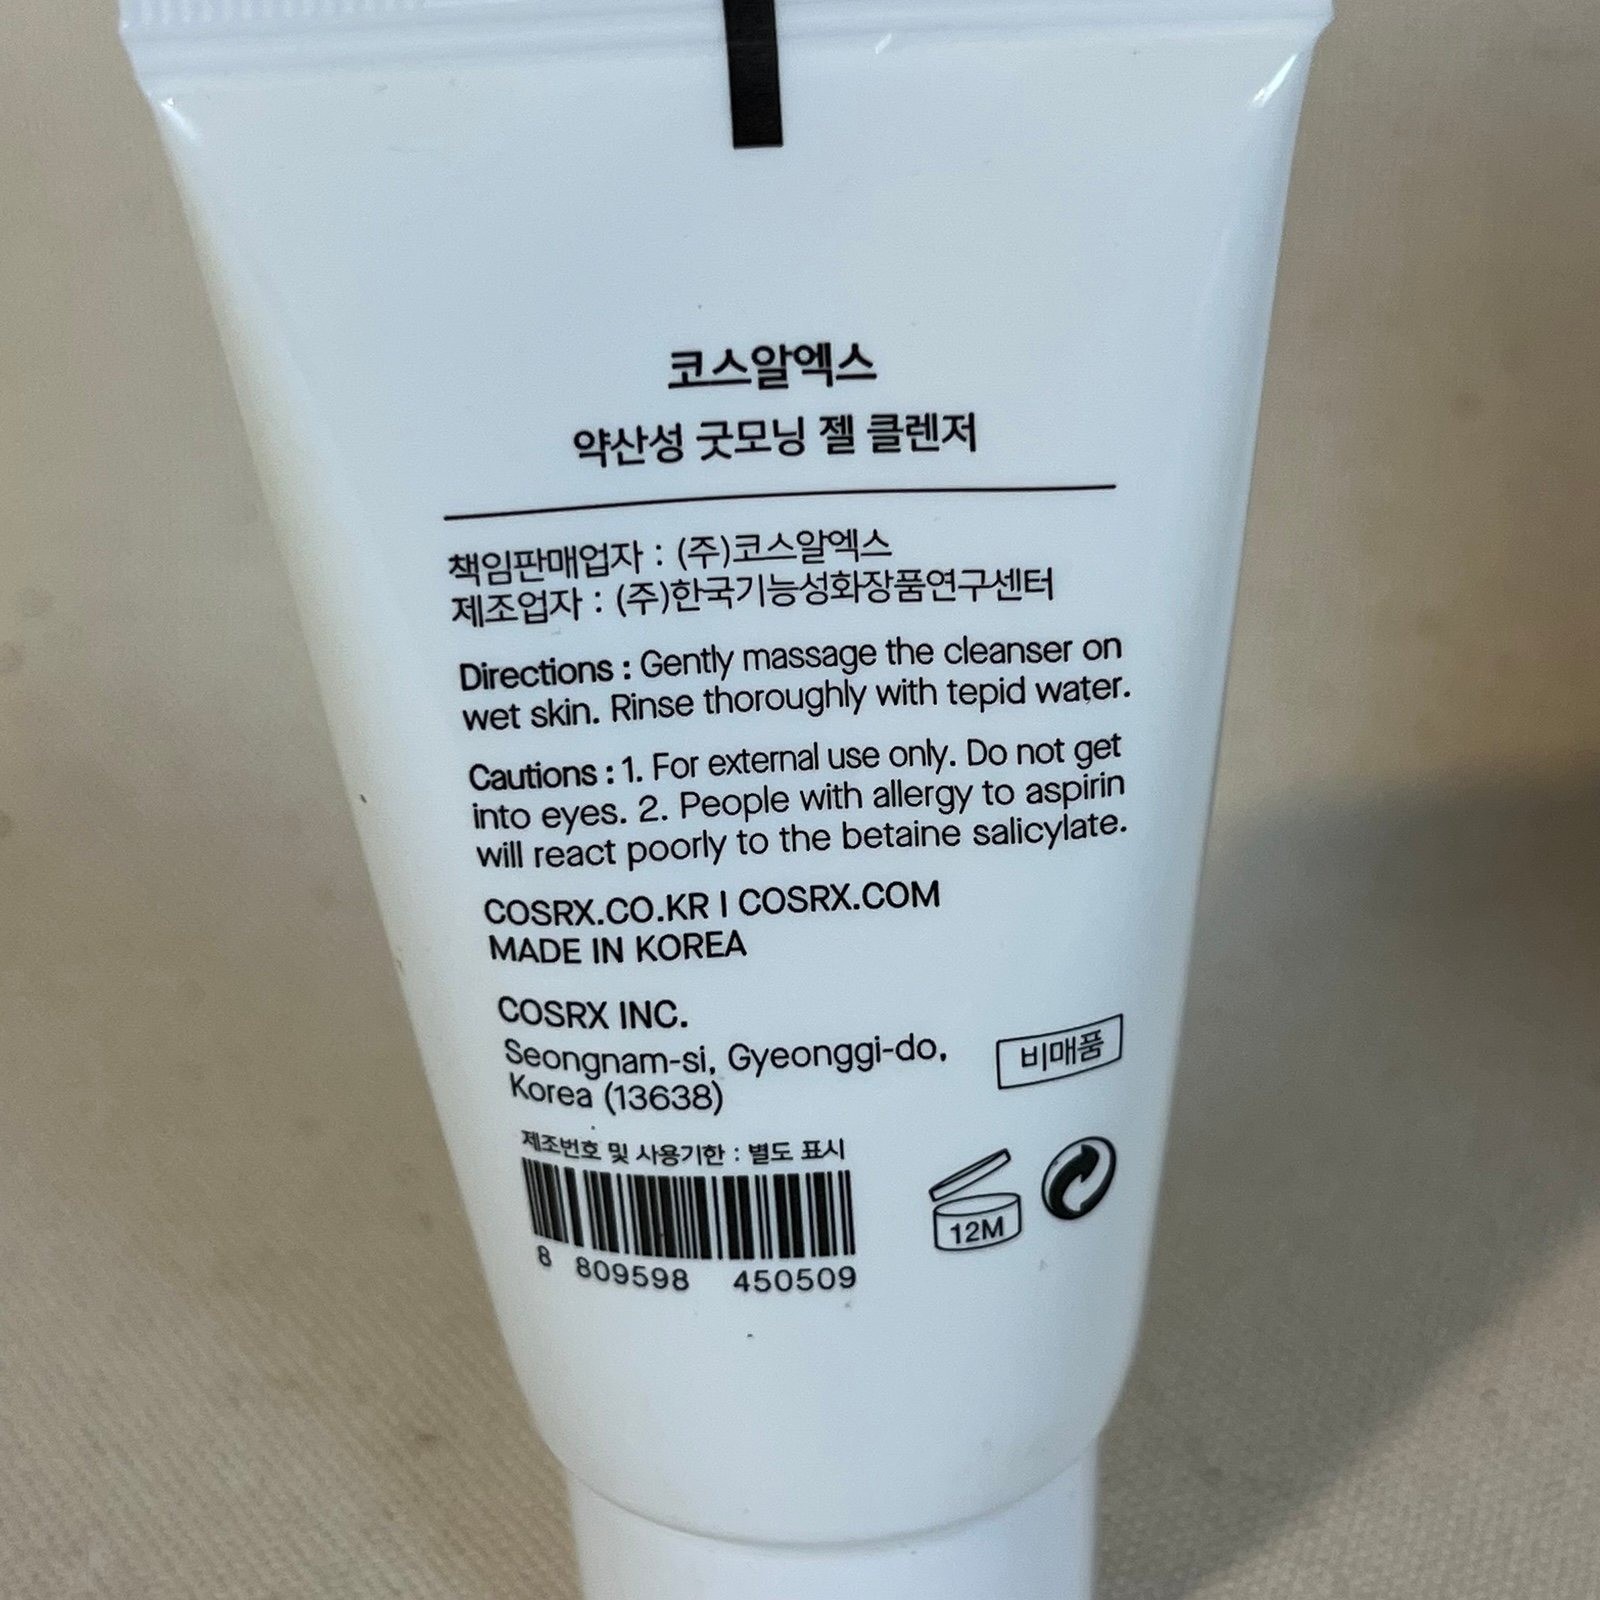 코스알엑스
약산성 굿모닝 젤 클렌저
책임판매업자 : (주)코스알엑스
제조업자 : (주)한국기능성화장품연구센터
Directions : Gently massage the cleanser on
wet skin. Rinse thoroughly with tepid water.
Cautions : 1. For external use only. Do not get
into eyes. 2. People with allergy to aspirin
will react poorly to the betaine salicylate.
COSRX.CO.KR I COSRX.COM
MADE IN KOREA
COSRX INC.
Seongnam-si, Gyeonggi-do,
Korea (13638)
비매품
제조번호 및 사용기한 : 별도 표시
12M
8 809598 450509